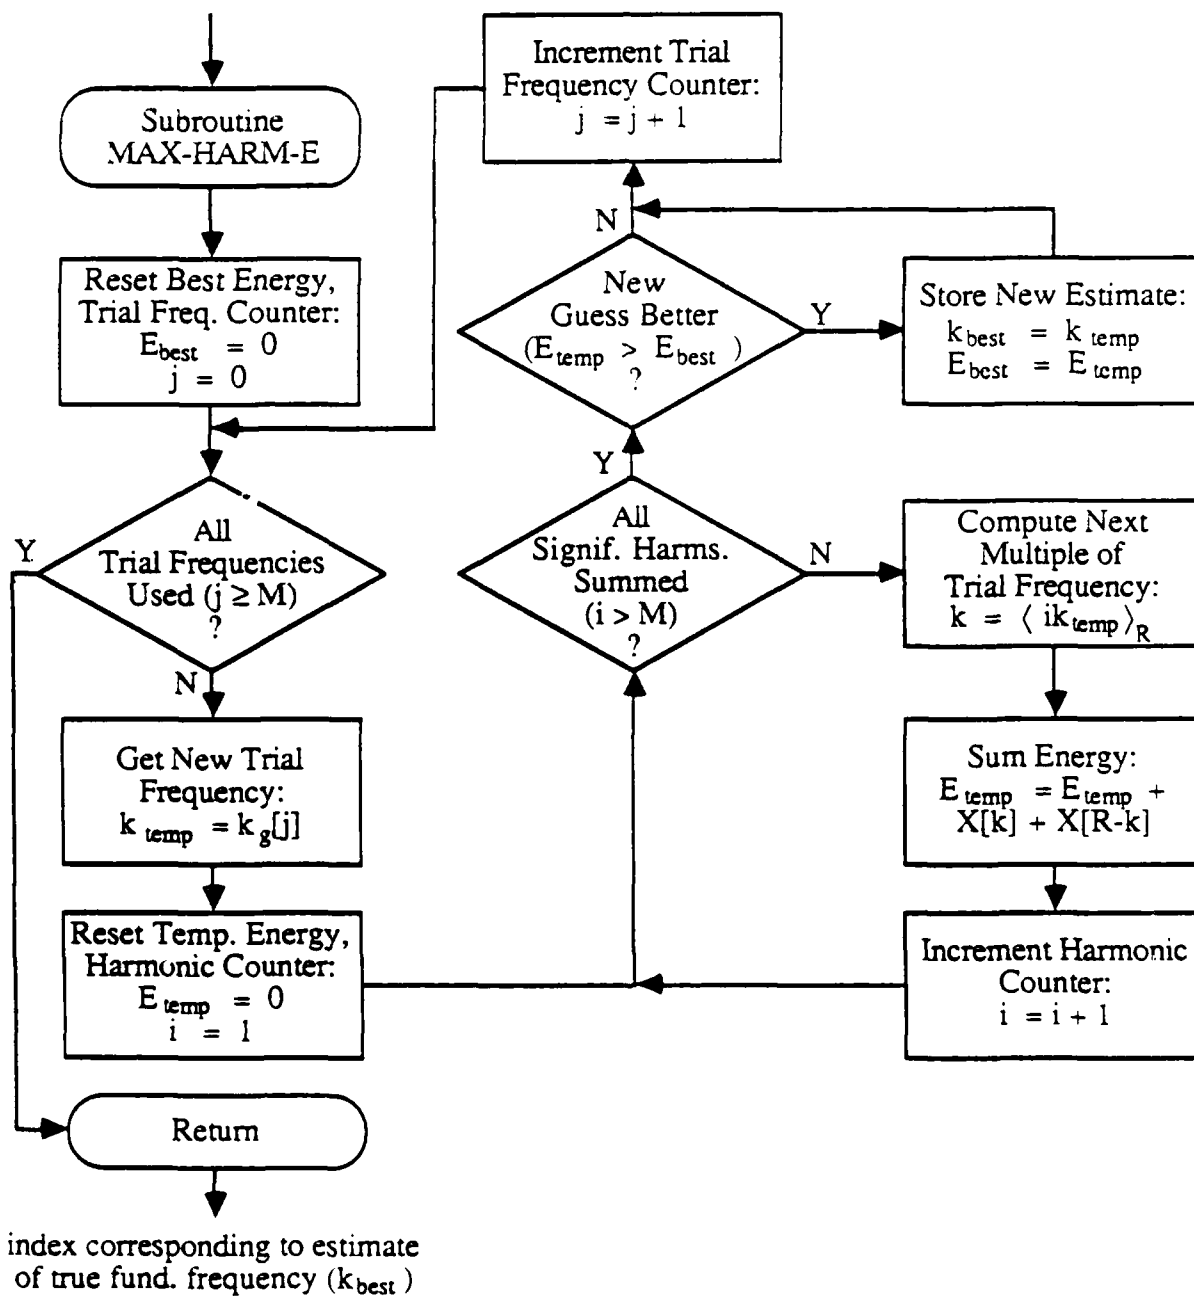 Subroutine
MAX-HARM-E
Reset Best Energy,
Trial Freq. Counter:
E_best = 0
j = 0
All
Trial Frequencies
Used (j ≥ M)
?
Y
N
Get New Trial
Frequency:
k_temp = k_g[j]
Reset Temp. Energy,
Harmonic Counter:
E_temp = 0
i = 1
Return
index corresponding to estimate
of true fund. frequency (k_best)
Increment Trial
Frequency Counter:
j = j + 1
N
New
Guess Better
(E_temp > E_best)
?
Y
Store New Estimate:
k_best = k_temp
E_best = E_temp
Y
All
Signif. Harms.
Summed
(i > M)
?
N
Compute Next
Multiple of
Trial Frequency:
k = ⟨ ik_temp ⟩_R
Sum Energy:
E_temp = E_temp +
X[k] + X[R-k]
Increment Harmonic
Counter:
i = i + 1